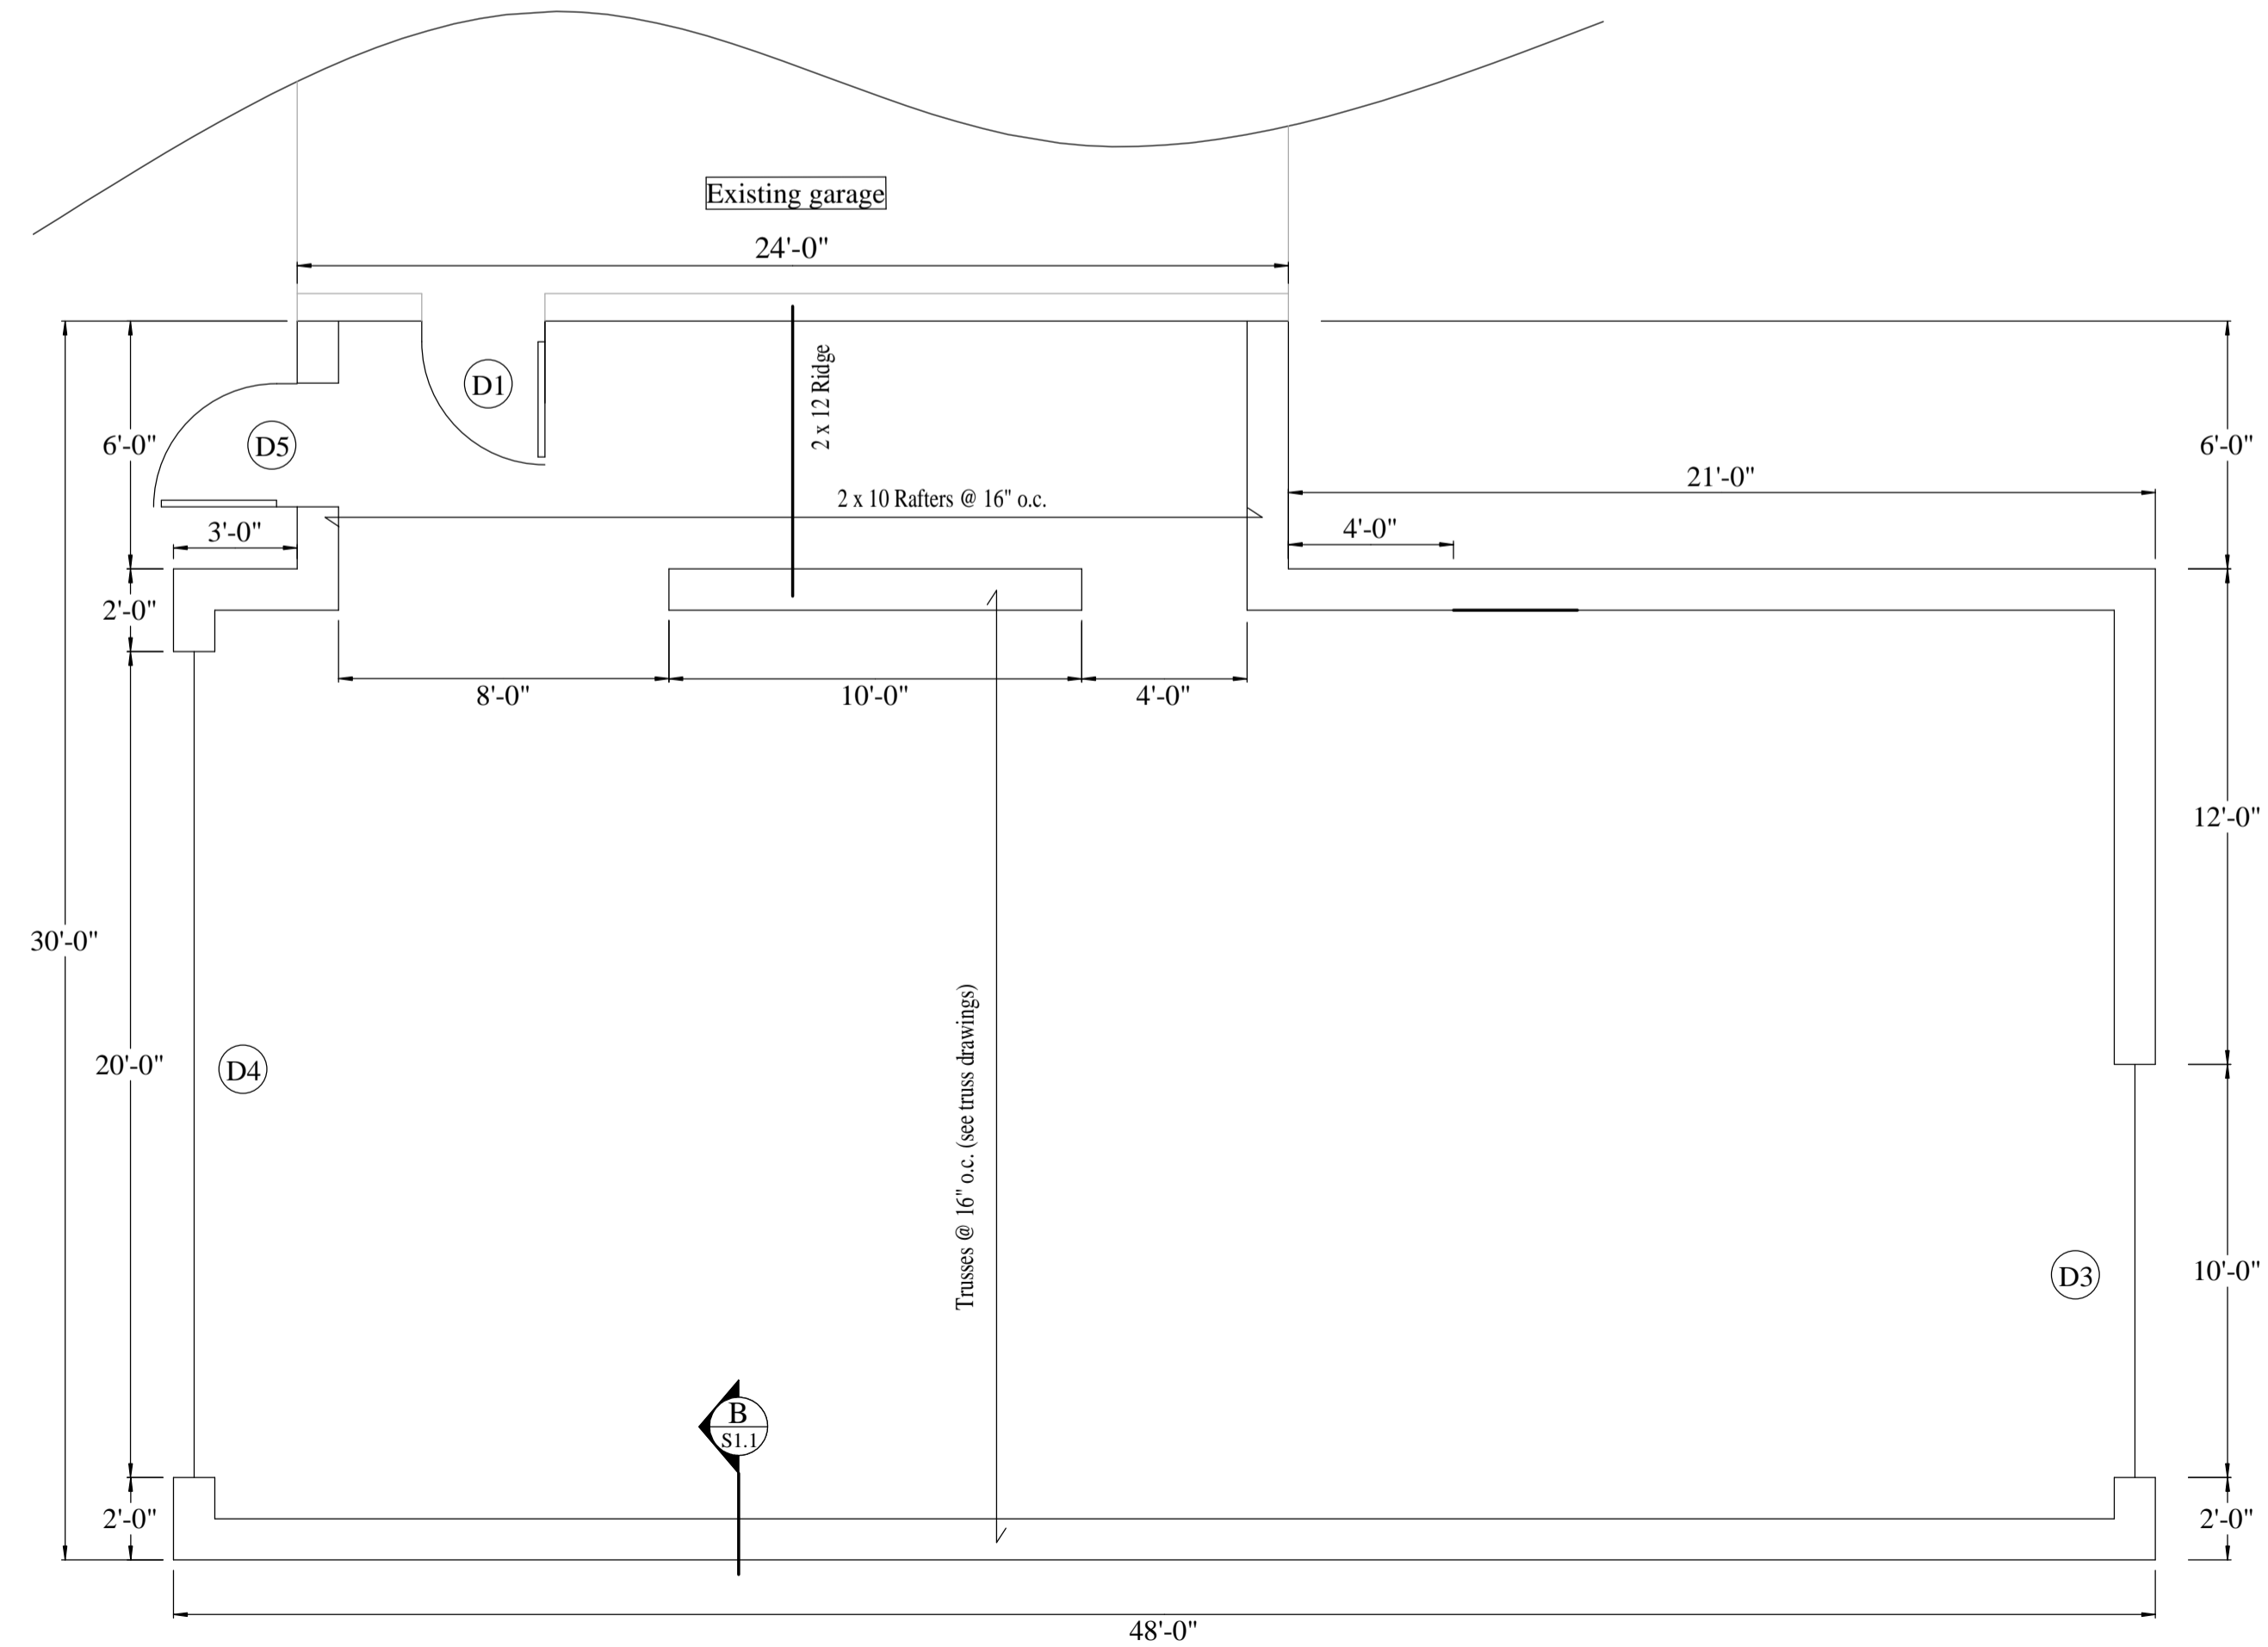 Existing garage
24'-0"
D1
2 x 12 Ridge
6'-0"
D5
6'-0"
21'-0"
2 x 10 Rafters @ 16" o.c.
3'-0"
4'-0"
2'-0"
8'-0"
10'-0"
4'-0"
12'-0"
30'-0"
20'-0"
D4
Trusses @ 16" o.c. (see truss drawings)
D3
10'-0"
B
S1.1
2'-0"
2'-0"
48'-0"